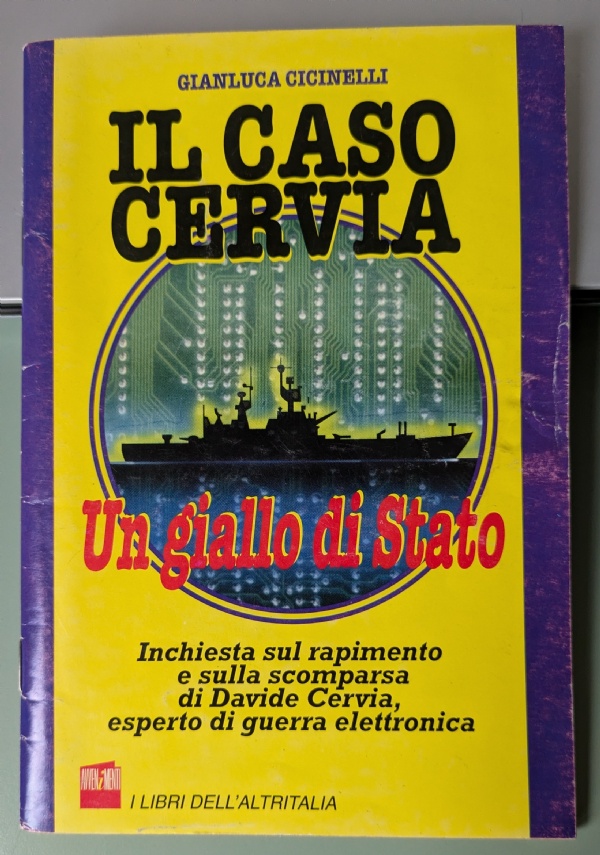 GIANLUCA CICINELLI
IL CASO
CERVIA
Un giallo di Stato
Inchiesta sul rapimento
e sulla scomparsa
di Davide Cervia,
esperto di guerra elettronica
AVVENIMENTI
I LIBRI DELL'ALTRITALIA